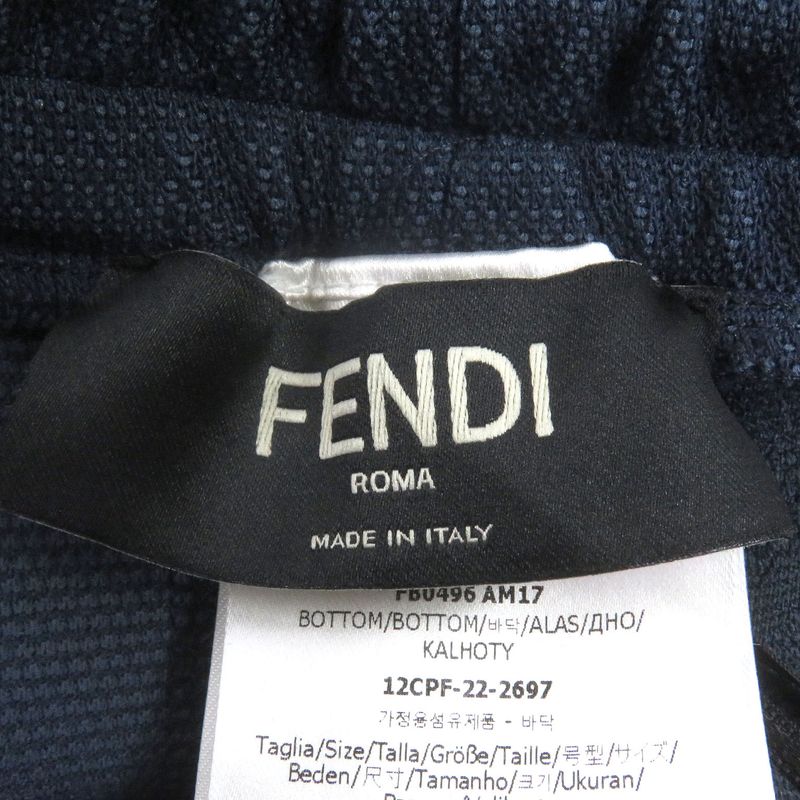 FENDI
ROMA
MADE IN ITALY
FB0496 AM17
BOTTOM/BOTTOM/바닥/ALAS/ДНО/
KALHOTY
12CPF-22-2697
가정용섬유제품 - 바닥
Taglia/Size/Talla/Größe/Taille/号型/サイズ/
Beden/尺寸/Tamanho/크기/Ukuran/